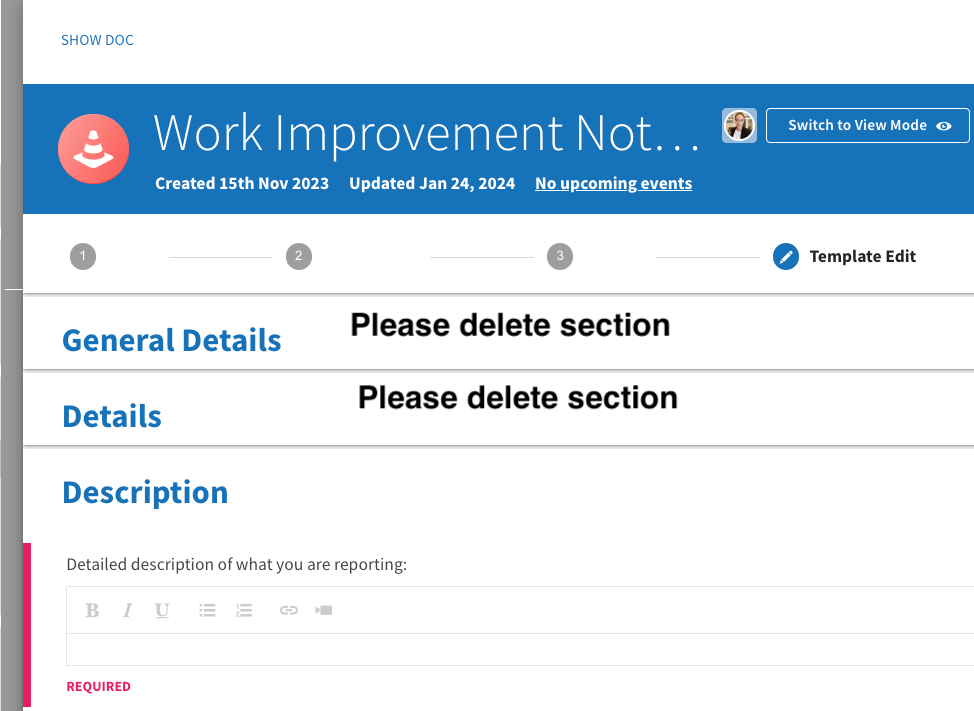 SHOW DOC
Work Improvement Not...
Switch to View Mode
Created 15th Nov 2023 Updated Jan 24, 2024 No upcoming events
1 2 3 Template Edit
General Details Please delete section
Details Please delete section
Description
Detailed description of what you are reporting:
B I U
REQUIRED